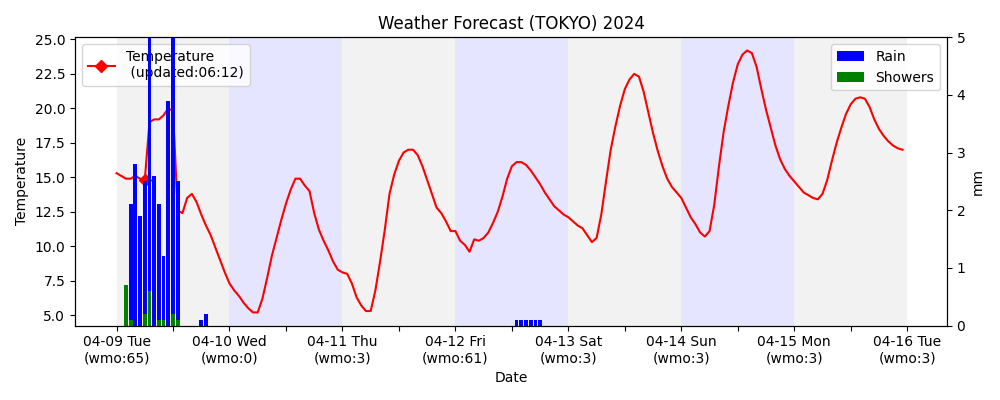 Weather Forecast (TOKYO) 2024
Temperature
(updated:06:12)
Rain
Showers
25.0
22.5
20.0
17.5
15.0
12.5
10.0
7.5
5.0
Temperature
5
4
3
2
1
0
mm
04-09 Tue
(wmo:65)
04-10 Wed
(wmo:0)
04-11 Thu
(wmo:3)
04-12 Fri
(wmo:61)
04-13 Sat
(wmo:3)
04-14 Sun
(wmo:3)
04-15 Mon
(wmo:3)
04-16 Tue
(wmo:3)
Date